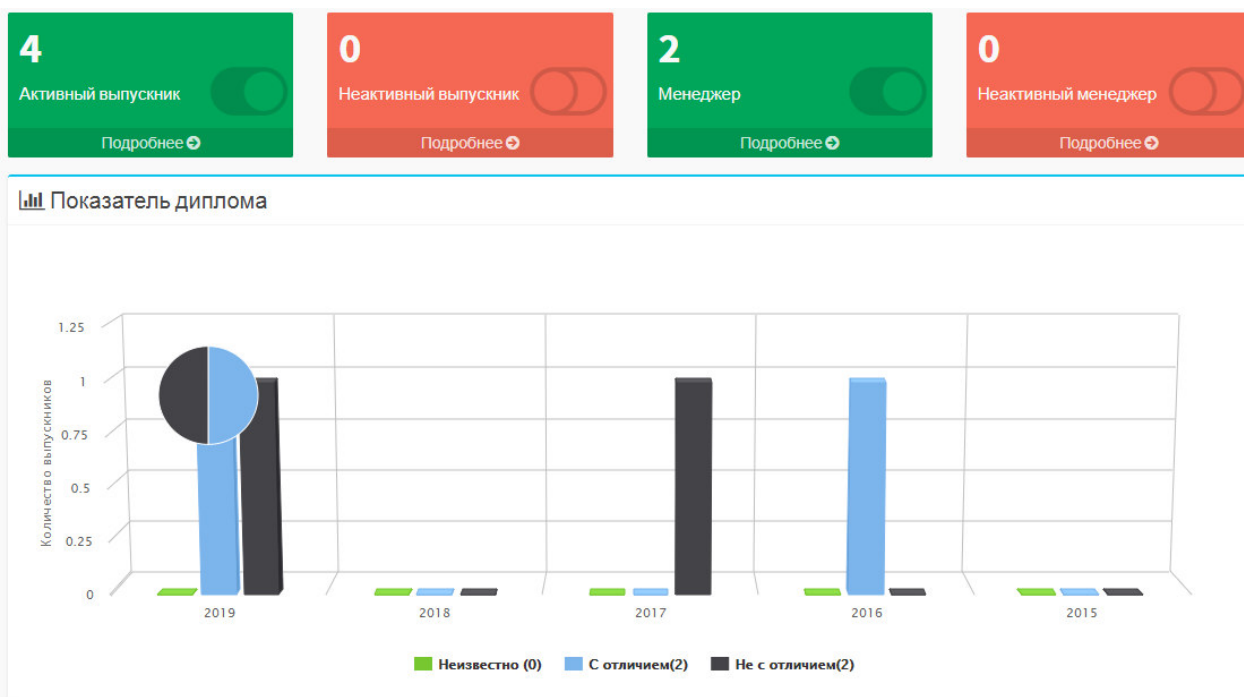 4
Активный выпускник
Подробнее
0
Неактивный выпускник
Подробнее
2
Менеджер
Подробнее
0
Неактивный менеджер
Подробнее
Показатель диплома
Количество выпускников
1.25
1
0.75
0.5
0.25
0
2019 2018 2017 2016 2015
Неизвестно (0) С отличием(2) Не с отличием(2)